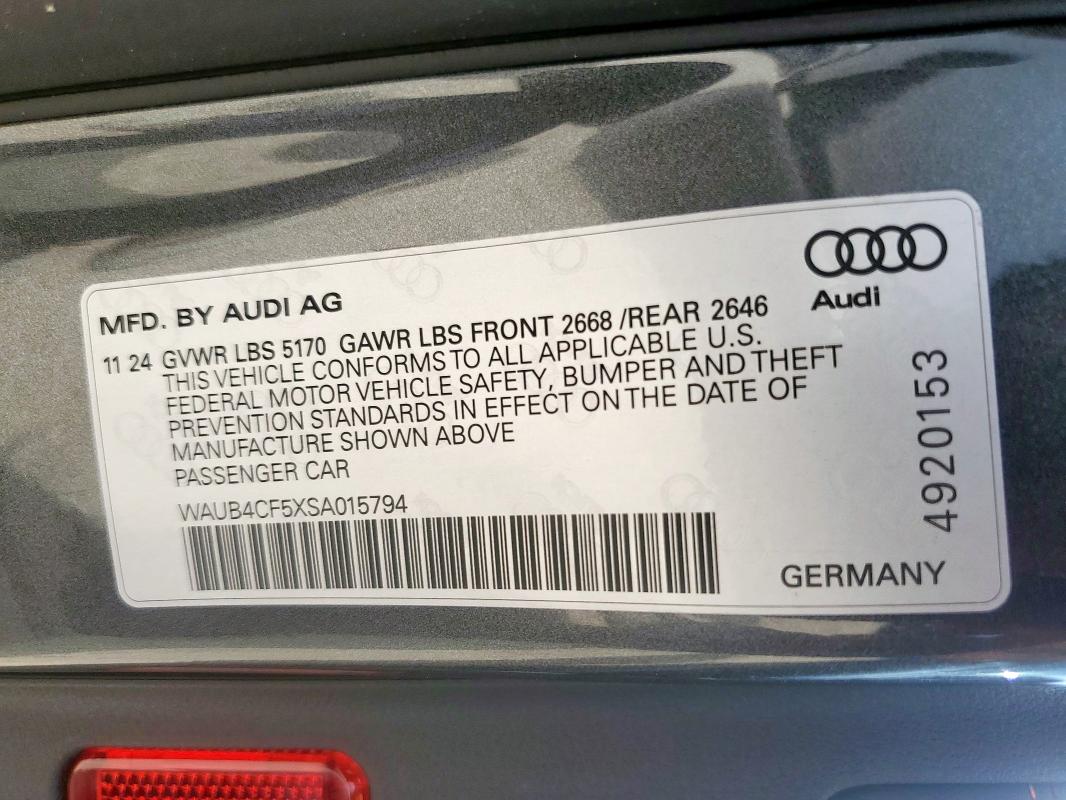 MFD. BY AUDI AG
Audi
11 24 GVWR LBS 5170 GAWR LBS FRONT 2668 /REAR 2646
THIS VEHICLE CONFORMS TO ALL APPLICABLE U.S.
FEDERAL MOTOR VEHICLE SAFETY, BUMPER AND THEFT
PREVENTION STANDARDS IN EFFECT ON THE DATE OF
MANUFACTURE SHOWN ABOVE
PASSENGER CAR
WAUB4CF5XSA015794
4920153
GERMANY